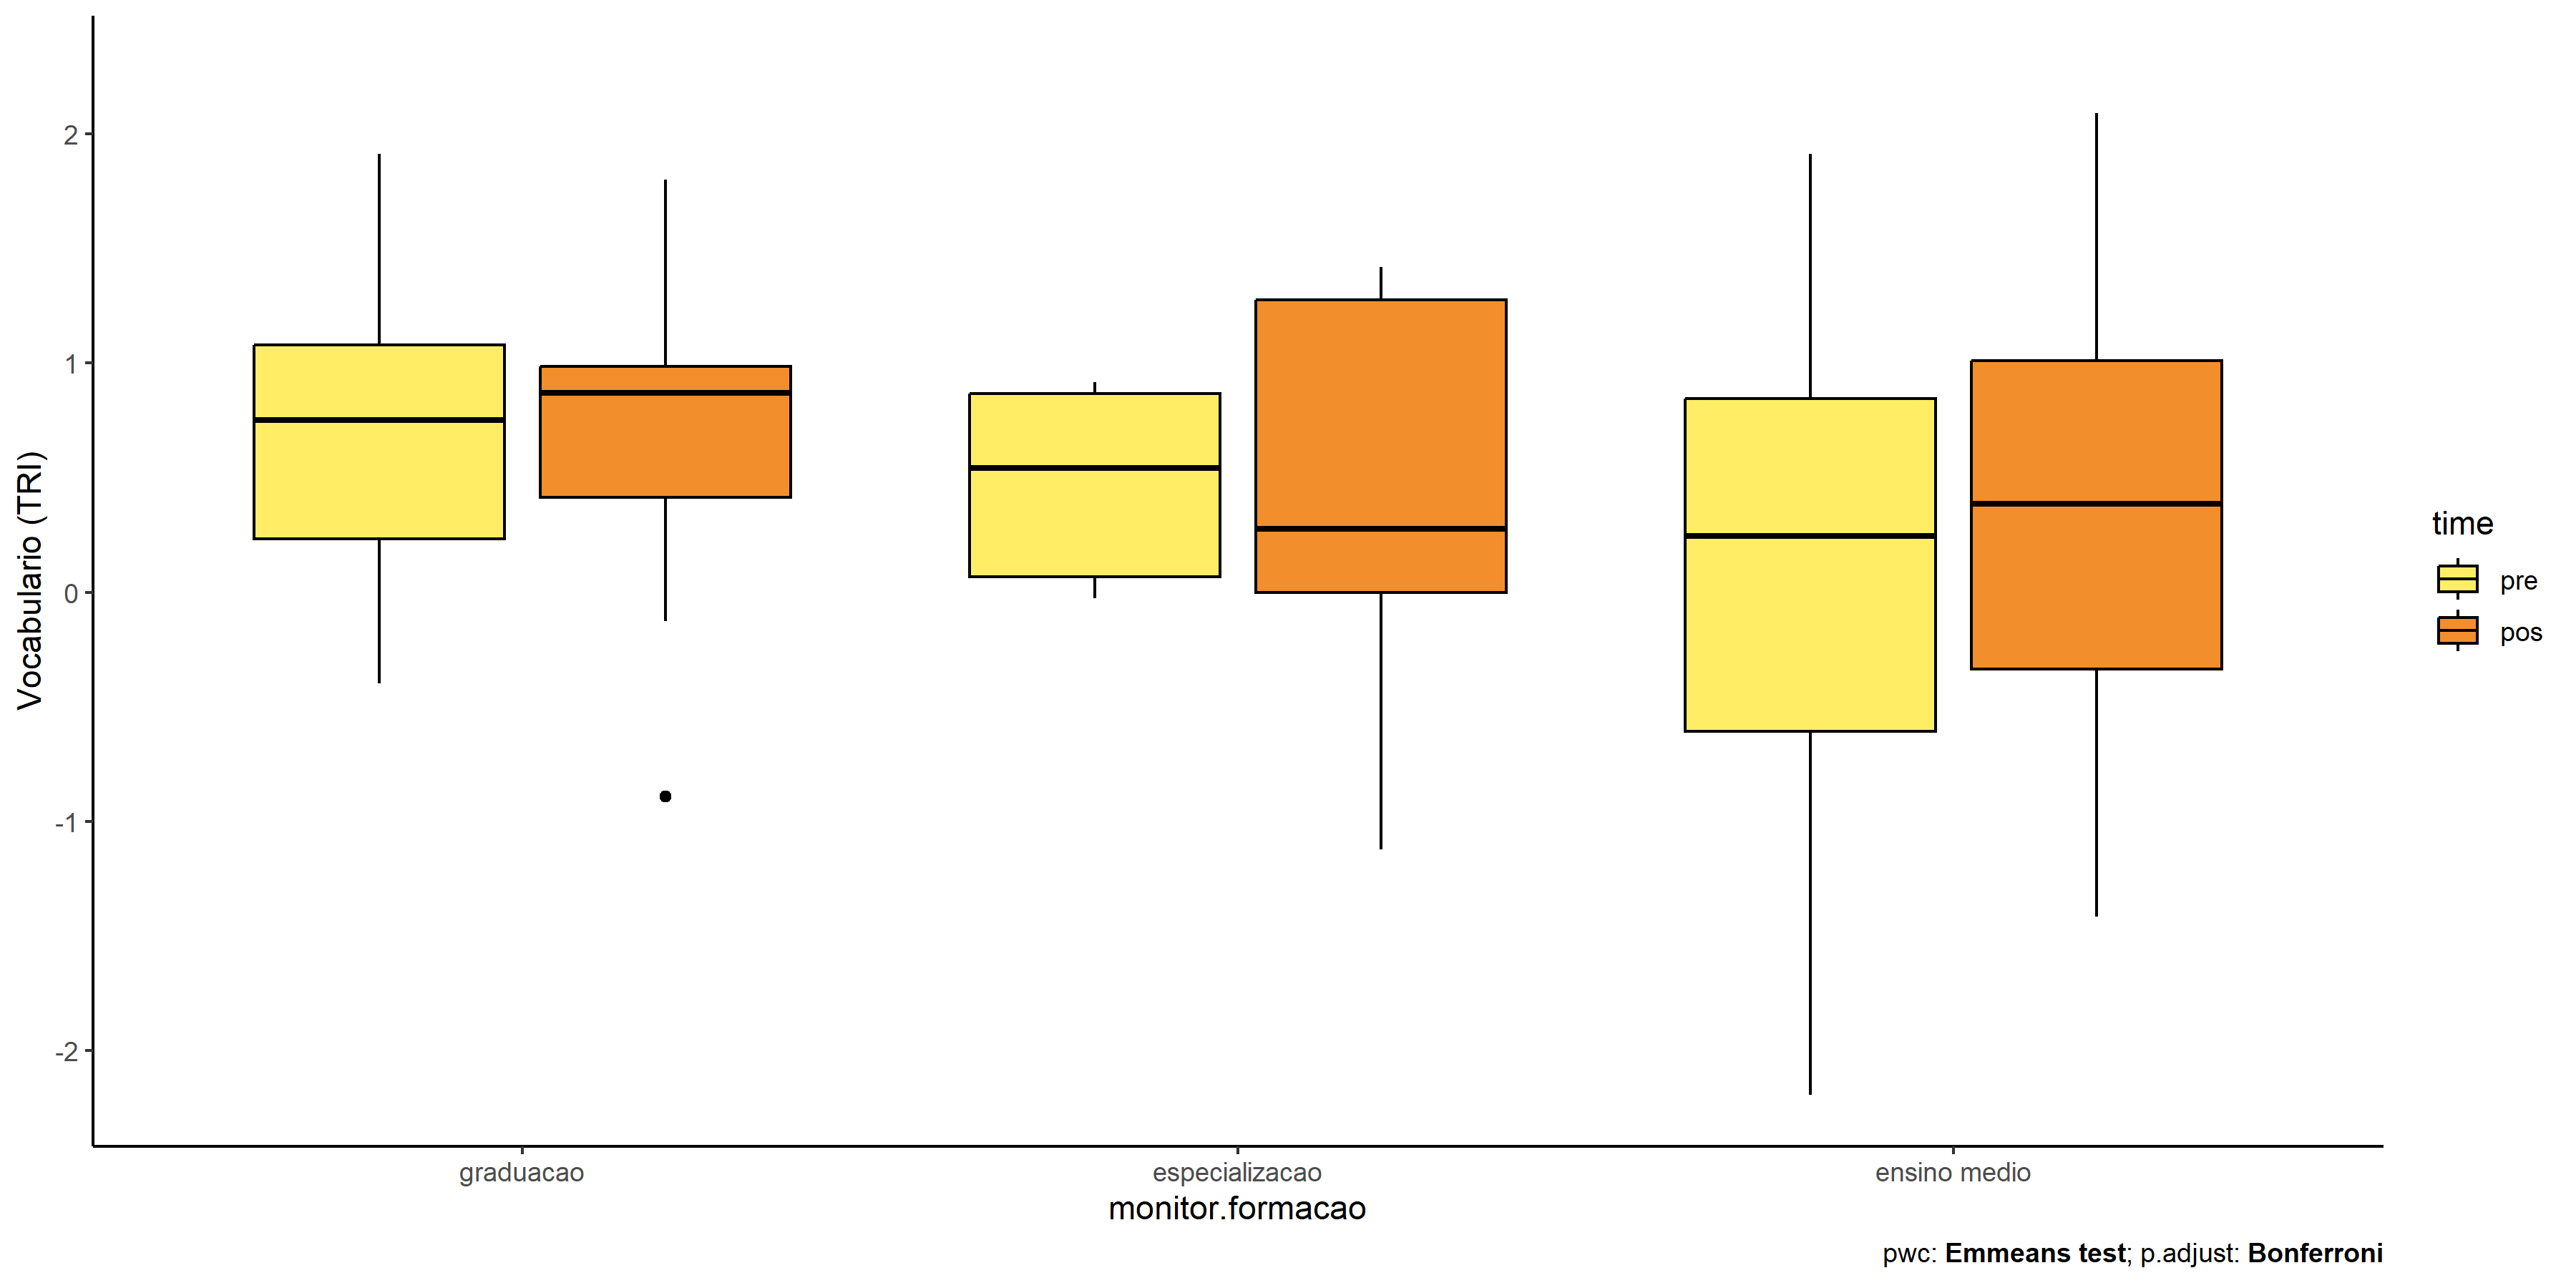 Vocabulario (TRI)
2
1
0
-1
-2
graduacao
especializacao
ensino medio
monitor.formacao
time
pre
pos
pwc: Emmeans test; p.adjust: Bonferroni